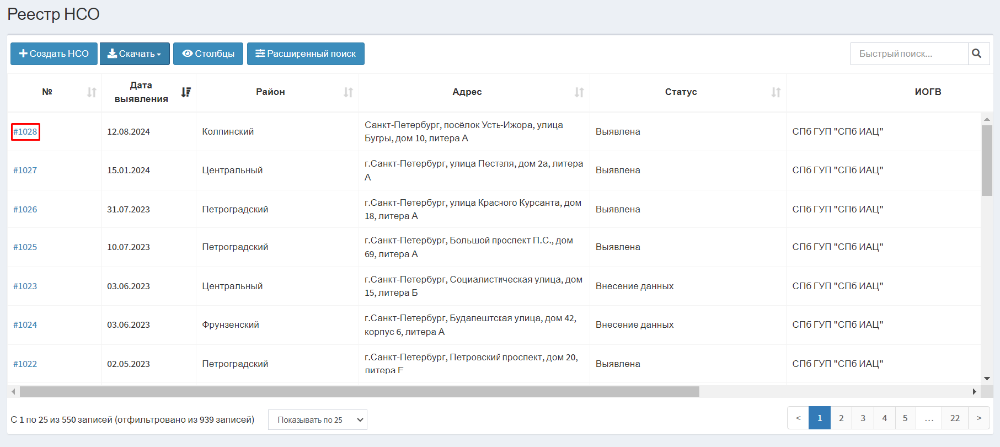 Реестр НСО
Создать НСО Скачать Столбцы Расширенный поиск Быстрый поиск...
№ Дата выявления Район Адрес Статус ИОГВ
#1028 12.08.2024 Колпинский Санкт-Петербург, посёлок Усть-Ижора, улица Выявлена СПб ГУП "СПб ИАЦ"
Бугры, дом 10, литера А
#1027 15.01.2024 Центральный г.Санкт-Петербург, улица Пестеля, дом 2а, литера Выявлена СПб ГУП "СПб ИАЦ"
А
#1026 31.07.2023 Петроградский г.Санкт-Петербург, улица Красного Курсанта, дом Выявлена СПб ГУП "СПб ИАЦ"
18, литера А
#1025 10.07.2023 Петроградский г.Санкт-Петербург, Большой проспект П.С., дом Выявлена СПб ГУП "СПб ИАЦ"
69, литера А
#1023 03.06.2023 Центральный г.Санкт-Петербург, Социалистическая улица, дом Внесение данных СПб ГУП "СПб ИАЦ"
15, литера Б
#1024 03.06.2023 Фрунзенский г.Санкт-Петербург, Будапештская улица, дом 42, Внесение данных СПб ГУП "СПб ИАЦ"
корпус 6, литера А
#1022 02.05.2023 Петроградский г.Санкт-Петербург, Петровский проспект, дом 20, Выявлена СПб ГУП "СПб ИАЦ"
литера Е
С 1 по 25 из 550 записей (отфильтровано из 939 записей) Показывать по 25 < 1 2 3 4 5 ... 22 >